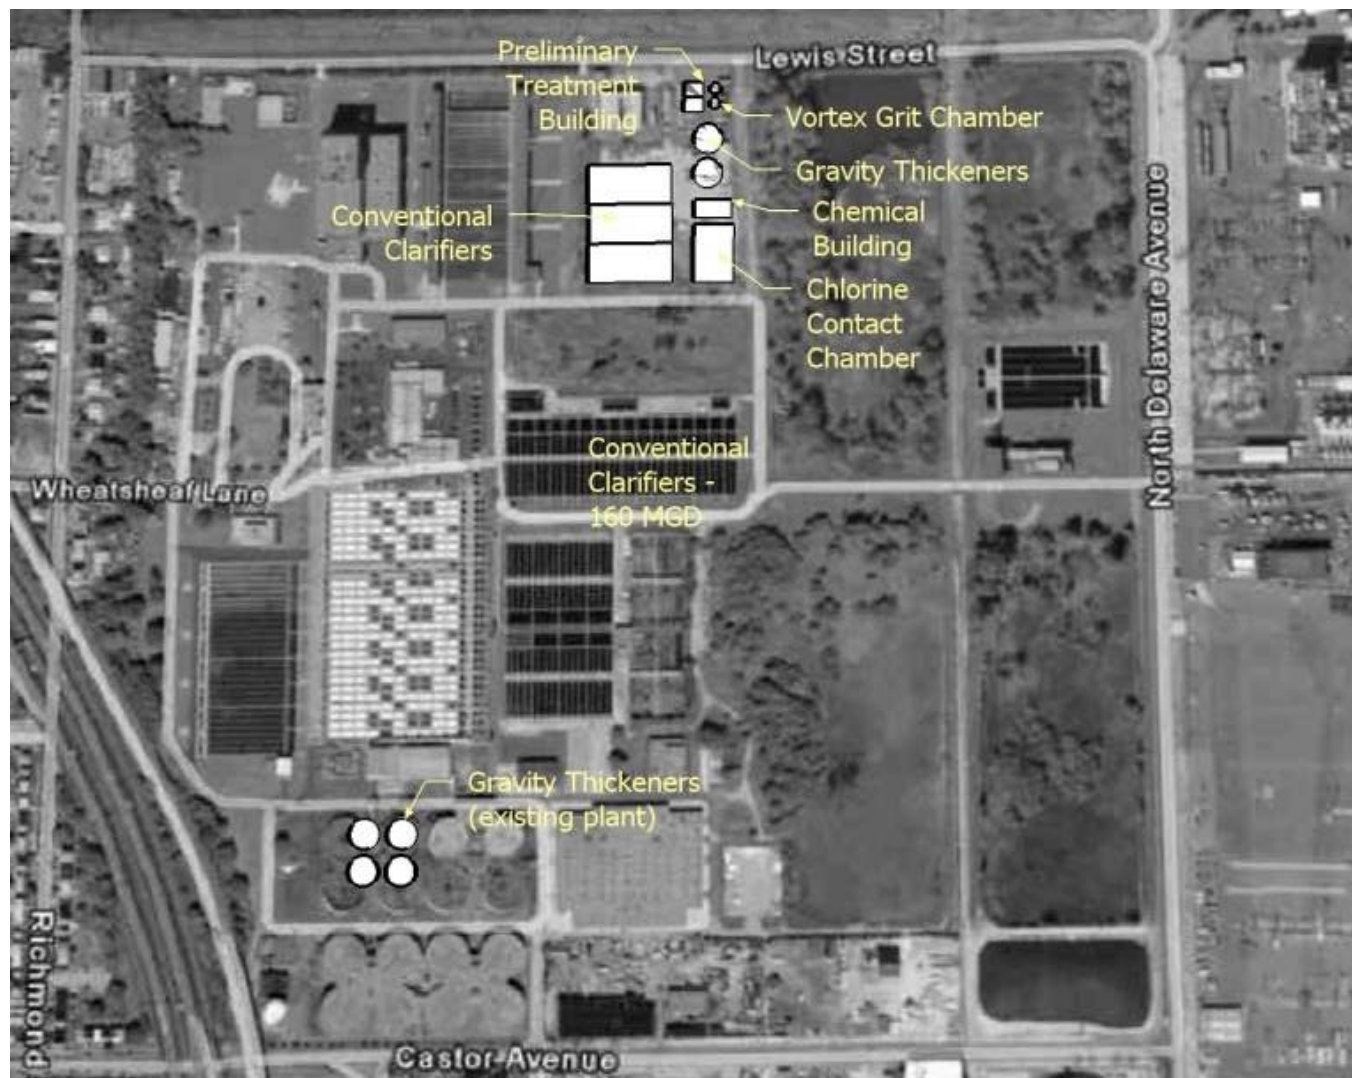 Preliminary
Treatment
Building
Lewis Street
Vortex Grit Chamber
Gravity Thickeners
Conventional
Clarifiers
Chemical
Building
Chlorine
Contact
Chamber
North Delaware Avenue
Conventional
Clarifiers -
160 MGD
Wheatsheaf Lane
Gravity Thickeners
(existing plant)
Richmond
Castor Avenue